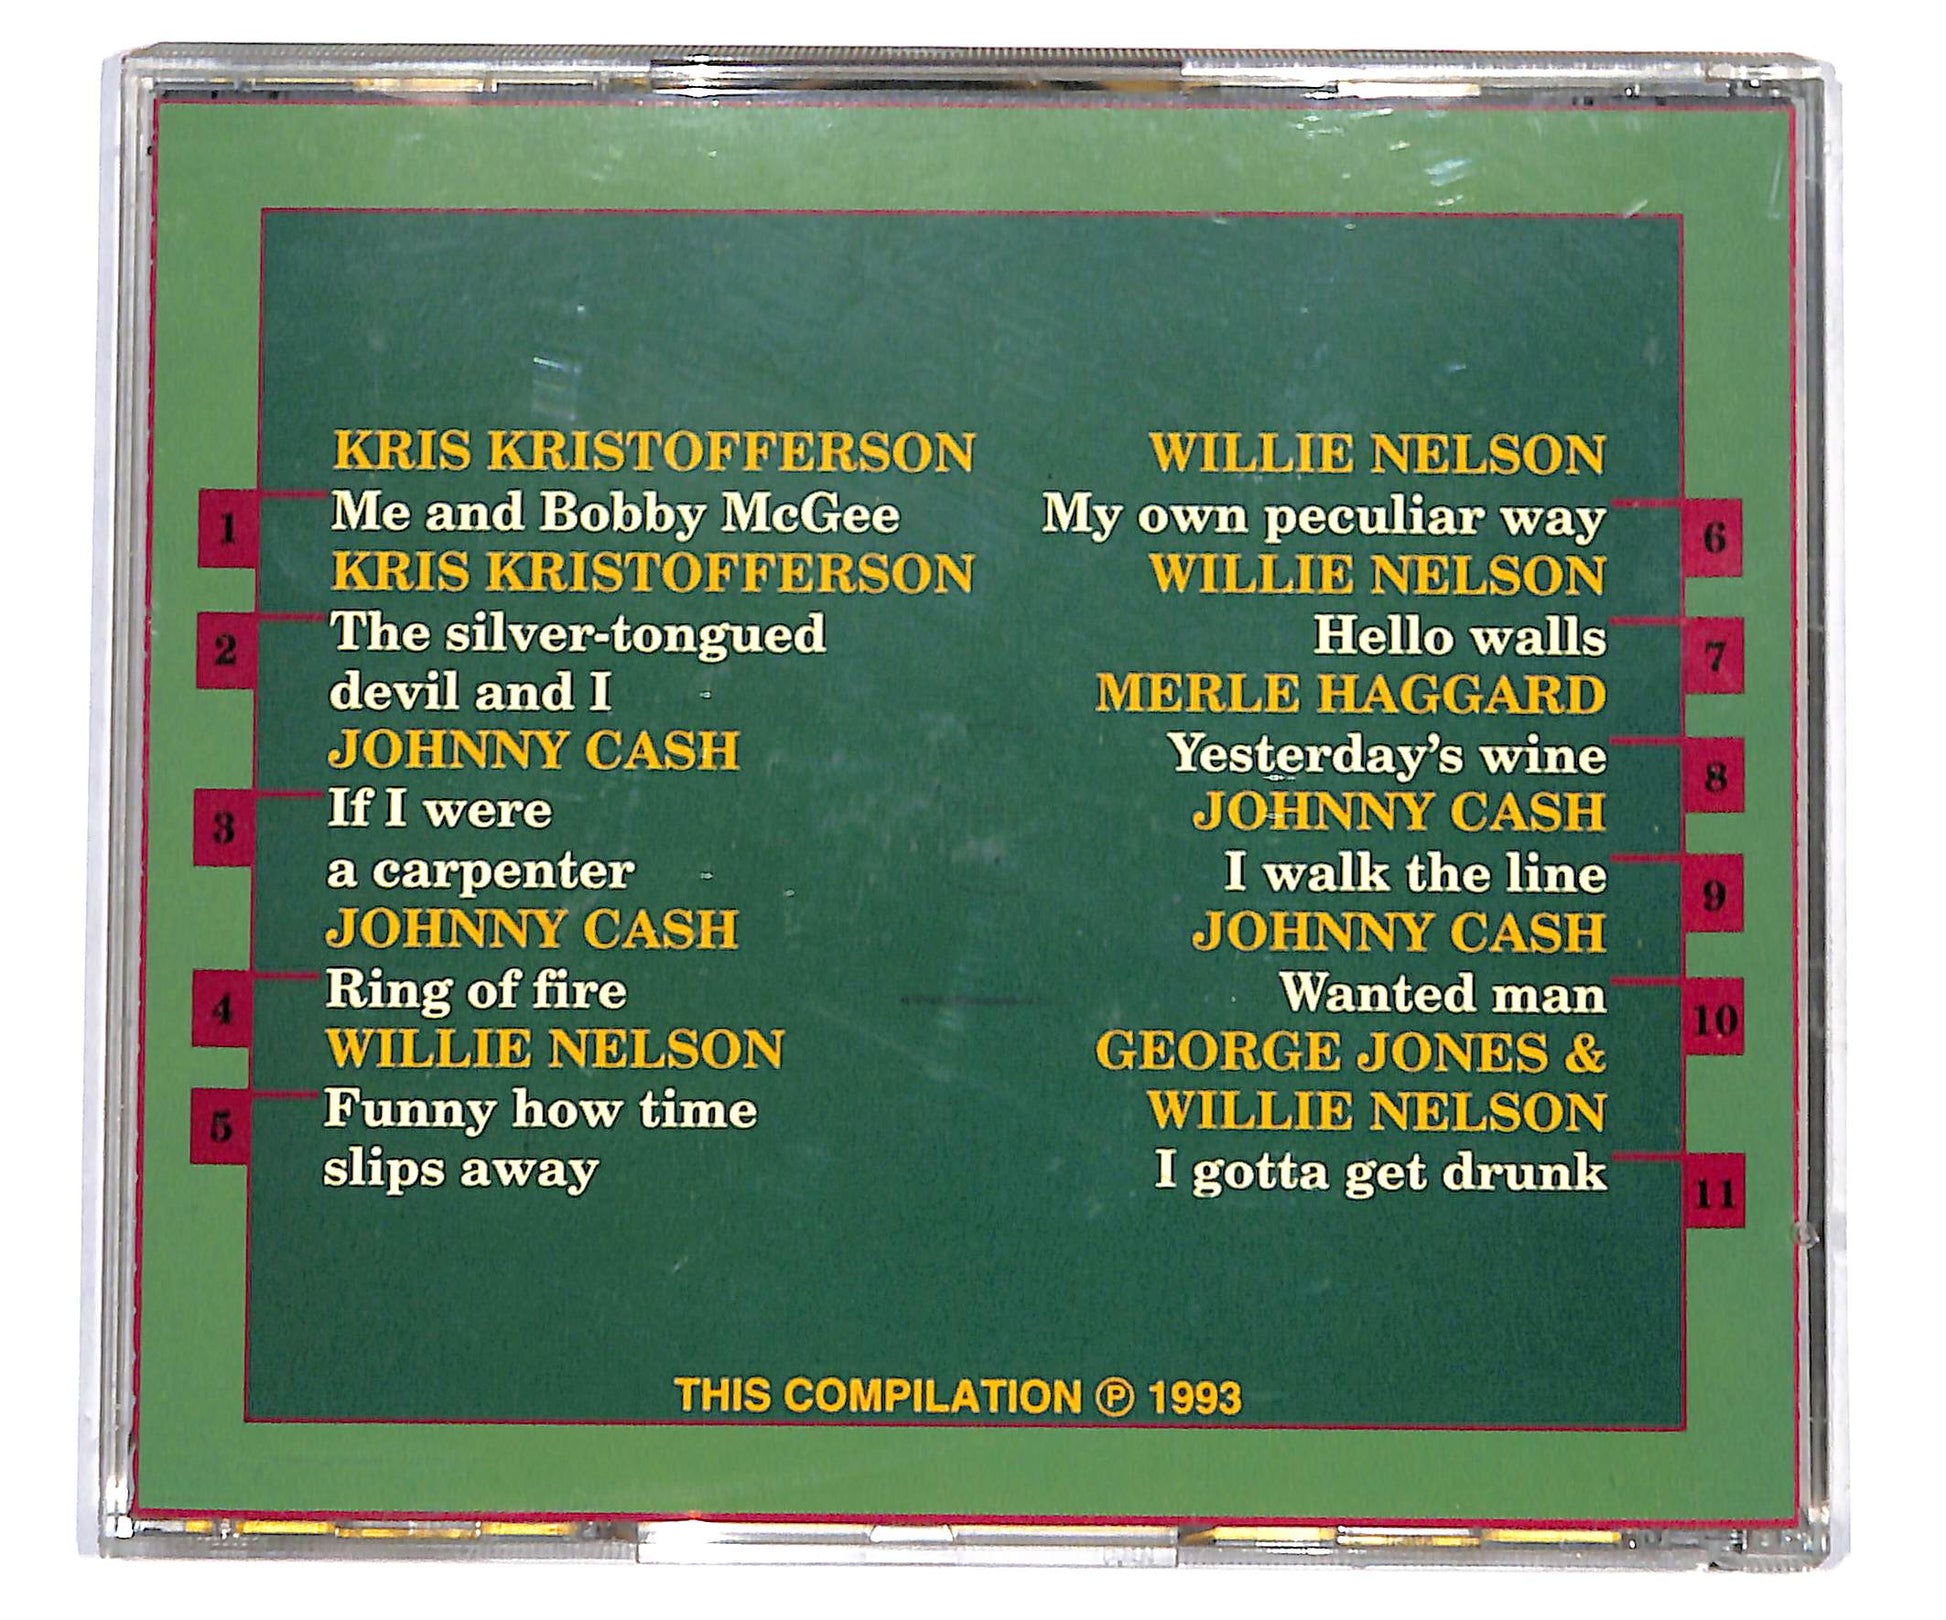 KRIS KRISTOFFERSON
1 Me and Bobby McGee
KRIS KRISTOFFERSON
2 The silver-tongued
devil and I
JOHNNY CASH
3 If I were
a carpenter
JOHNNY CASH
4 Ring of fire
WILLIE NELSON
5 Funny how time
slips away
WILLIE NELSON
My own peculiar way 6
WILLIE NELSON
Hello walls 7
MERLE HAGGARD
Yesterday's wine 8
JOHNNY CASH
I walk the line 9
JOHNNY CASH
Wanted man 10
GEORGE JONES &
WILLIE NELSON
I gotta get drunk 11
THIS COMPILATION ℗ 1993